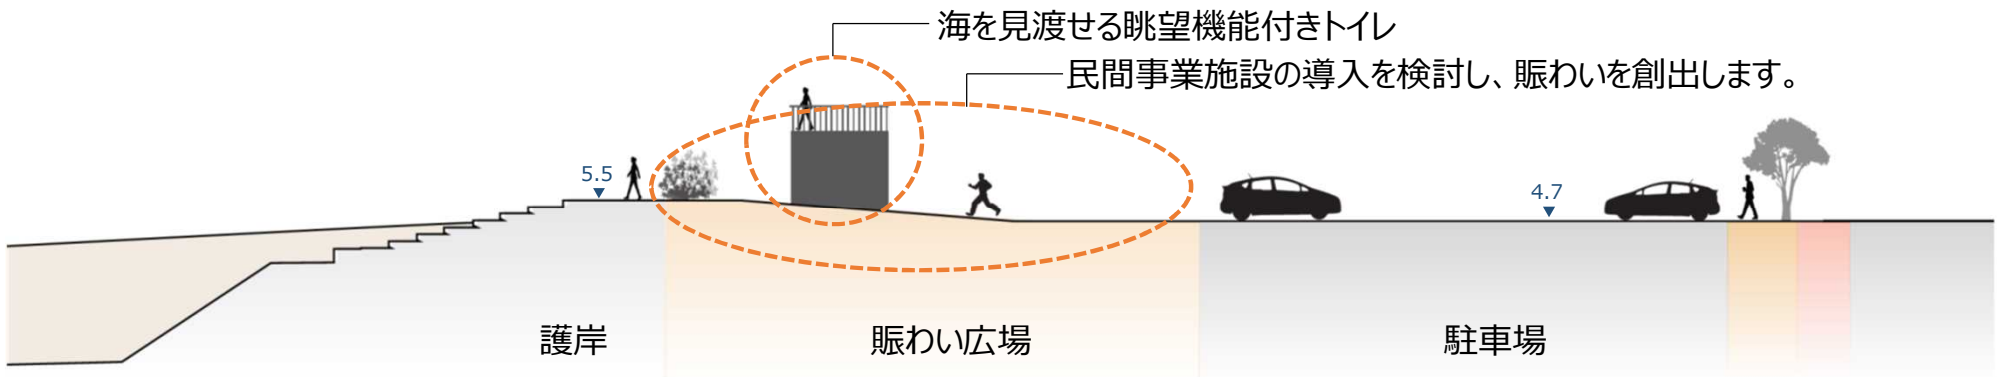 海を見渡せる眺望機能付きトイレ
民間事業施設の導入を検討し、賑わいを創出します。
5.5
4.7
護岸
賑わい広場
駐車場